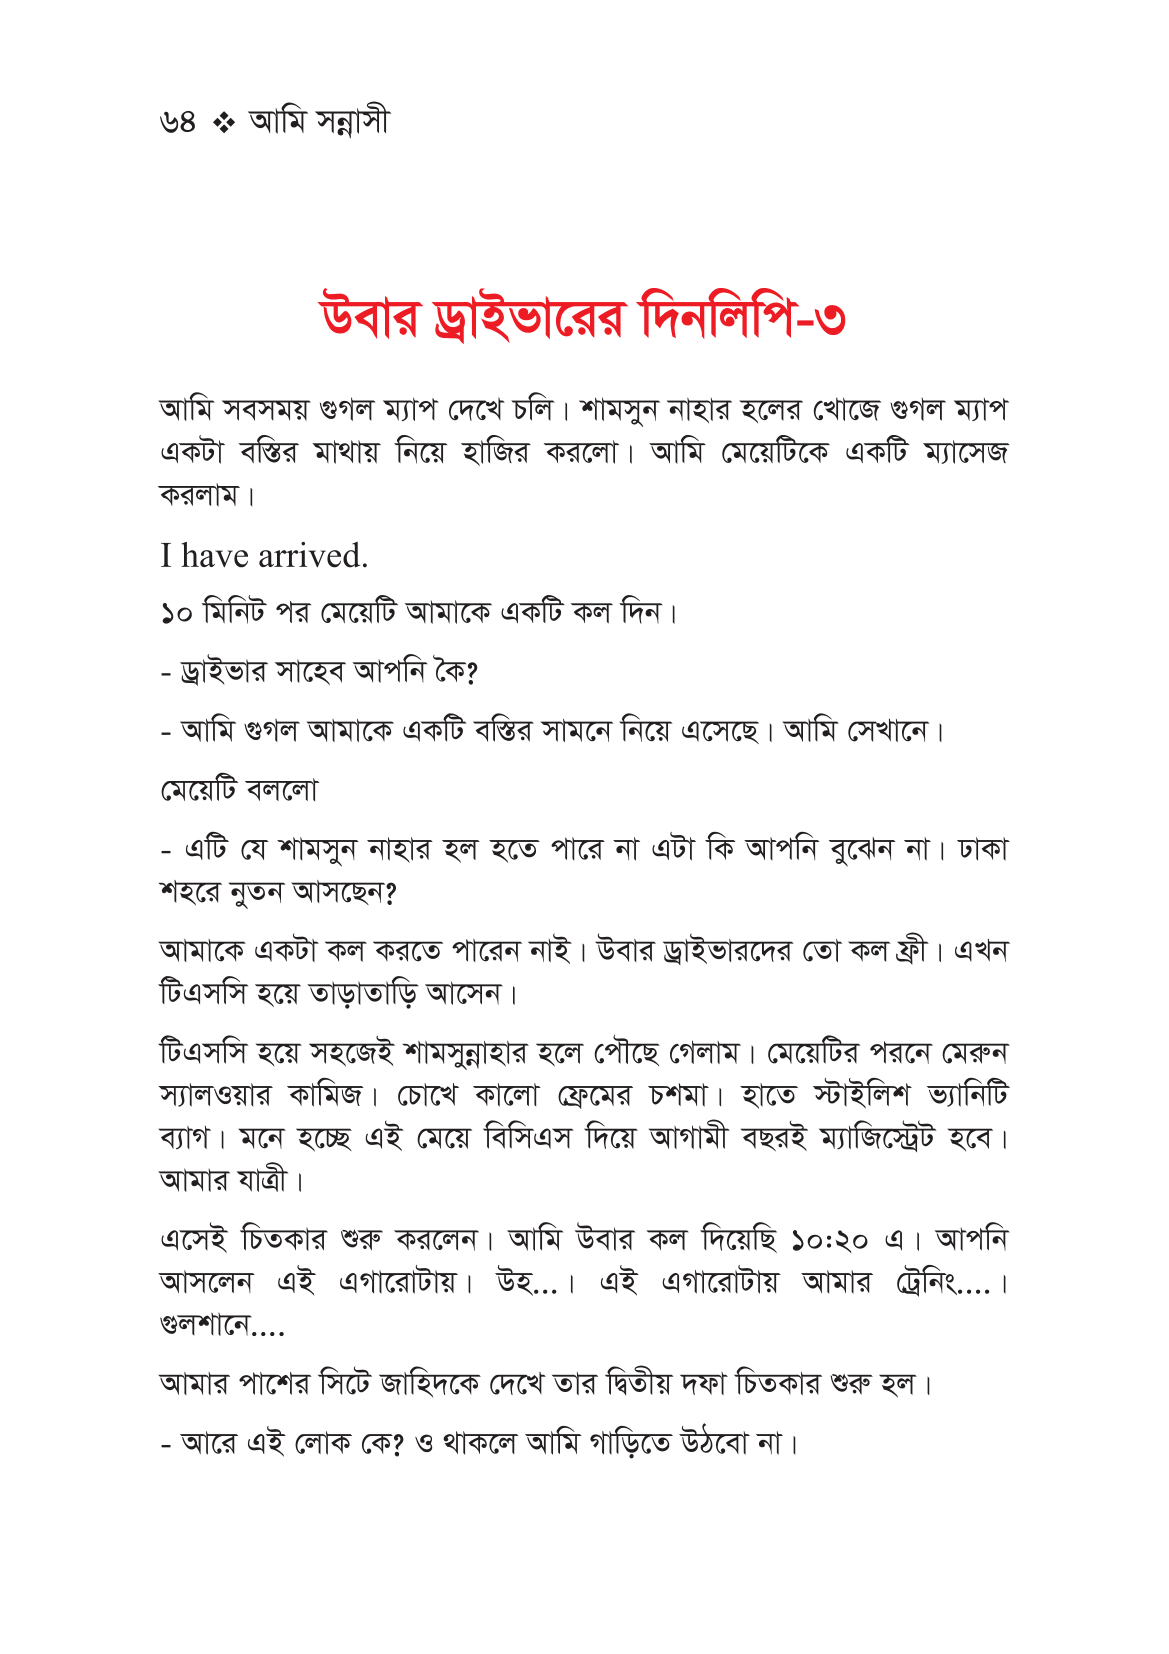 ৬৪ ❖ আমি সন্নাসী
উবার ড্রাইভারের দিনলিপি-৩
আমি সবসময় গুগল ম্যাপ দেখে চলি। শামসুন নাহার হলের খোজে গুগল ম্যাপ
একটা বস্তির মাথায় নিয়ে হাজির করলো। আমি মেয়েটিকে একটি ম্যাসেজ
করলাম।
I have arrived.
১০ মিনিট পর মেয়েটি আমাকে একটি কল দিন।
- ড্রাইভার সাহেব আপনি কৈ?
- আমি গুগল আমাকে একটি বস্তির সামনে নিয়ে এসেছে। আমি সেখানে।
মেয়েটি বললো
- এটি যে শামসুন নাহার হল হতে পারে না এটা কি আপনি বুঝেন না। ঢাকা
শহরে নুতন আসছেন?
আমাকে একটা কল করতে পারেন নাই। উবার ড্রাইভারদের তো কল ফ্রী। এখন
টিএসসি হয়ে তাড়াতাড়ি আসেন।
টিএসসি হয়ে সহজেই শামসুন্নাহার হলে পৌছে গেলাম। মেয়েটির পরনে মেরুন
স্যালওয়ার কামিজ। চোখে কালো ফ্রেমের চশমা। হাতে স্টাইলিশ ভ্যানিটি
ব্যাগ। মনে হচ্ছে এই মেয়ে বিসিএস দিয়ে আগামী বছরই ম্যাজিস্ট্রেট হবে।
আমার যাত্রী।
এসেই চিতকার শুরু করলেন। আমি উবার কল দিয়েছি ১০:২০ এ। আপনি
আসলেন এই এগারোটায়। উহ...। এই এগারোটায় আমার ট্রেনিং....।
গুলশানে....
আমার পাশের সিটে জাহিদকে দেখে তার দ্বিতীয় দফা চিতকার শুরু হল।
- আরে এই লোক কে? ও থাকলে আমি গাড়িতে উঠবো না।